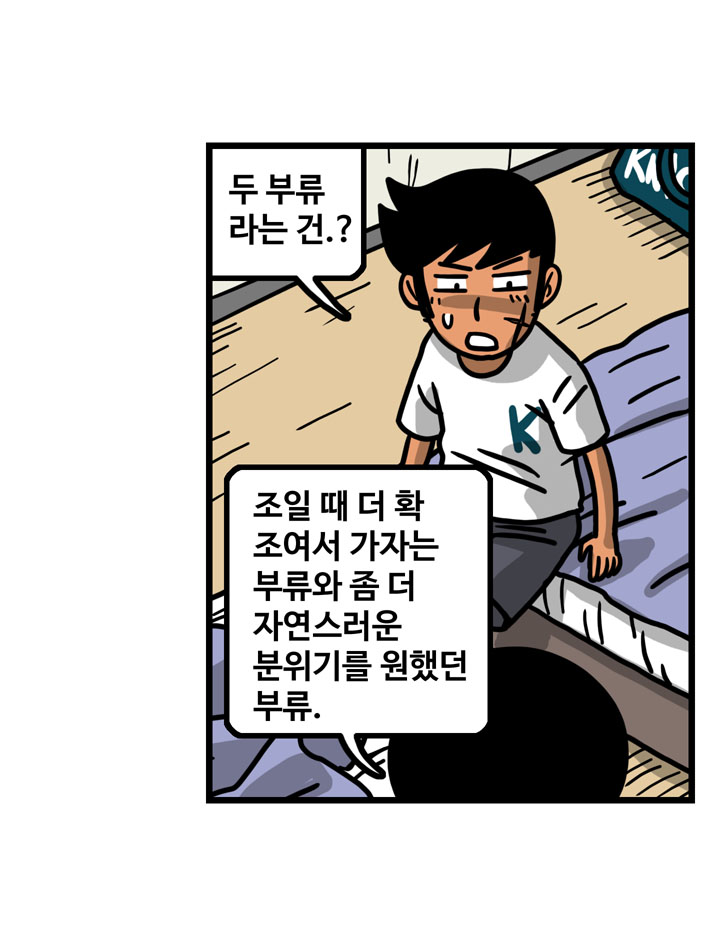 두 부류
라는 건.?
K
조일 때 더 확
조여서 가자는
부류와 좀 더
자연스러운
분위기를 원했던
부류.